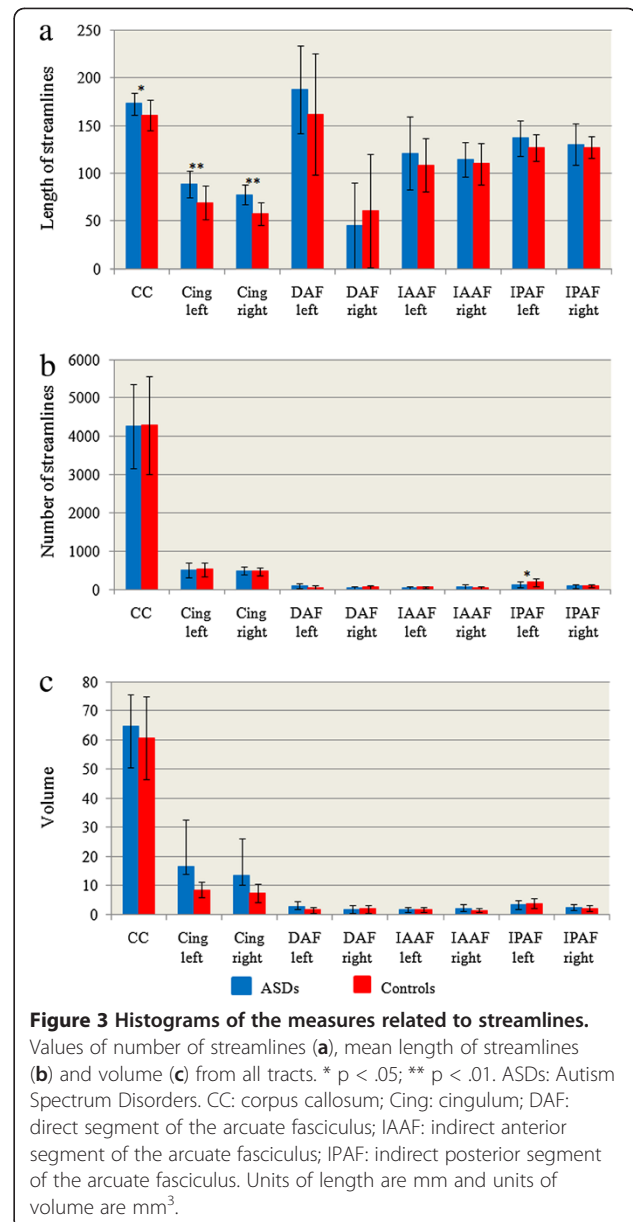 a
Length of streamlines
250
200
150
100
50
0
*
**
**
CC Cing left Cing right DAF left DAF right IAAF left IAAF right IPAF left IPAF right
b
Number of streamlines
6000
5000
4000
3000
2000
1000
0
*
CC Cing left Cing right DAF left DAF right IAAF left IAAF right IPAF left IPAF right
c
Volume
80
70
60
50
40
30
20
10
0
CC Cing left Cing right DAF left DAF right IAAF left IAAF right IPAF left IPAF right
ASDs Controls
Figure 3 Histograms of the measures related to streamlines.
Values of number of streamlines (a), mean length of streamlines
(b) and volume (c) from all tracts. * p < .05; ** p < .01. ASDs: Autism
Spectrum Disorders. CC: corpus callosum; Cing: cingulum; DAF:
direct segment of the arcuate fasciculus; IAAF: indirect anterior
segment of the arcuate fasciculus; IPAF: indirect posterior segment
of the arcuate fasciculus. Units of length are mm and units of
volume are mm³.